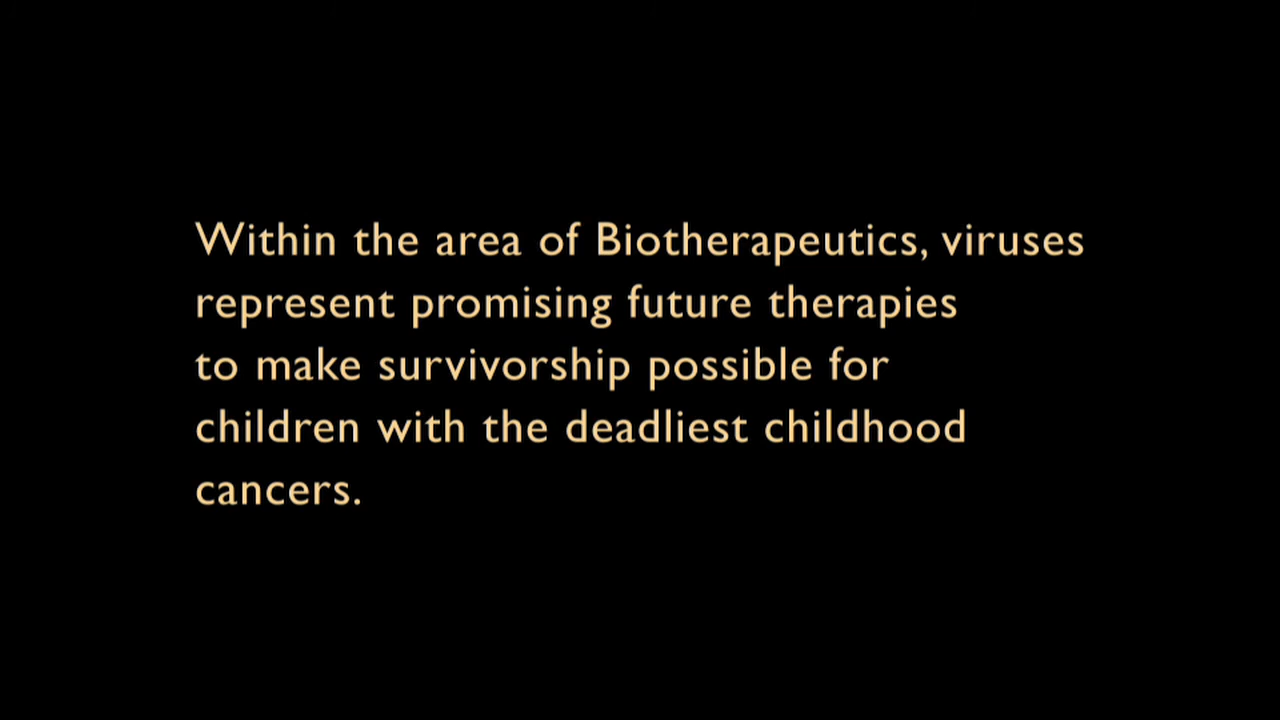 Within the area of Biotherapeutics, viruses
represent promising future therapies
to make survivorship possible for
children with the deadliest childhood
cancers.